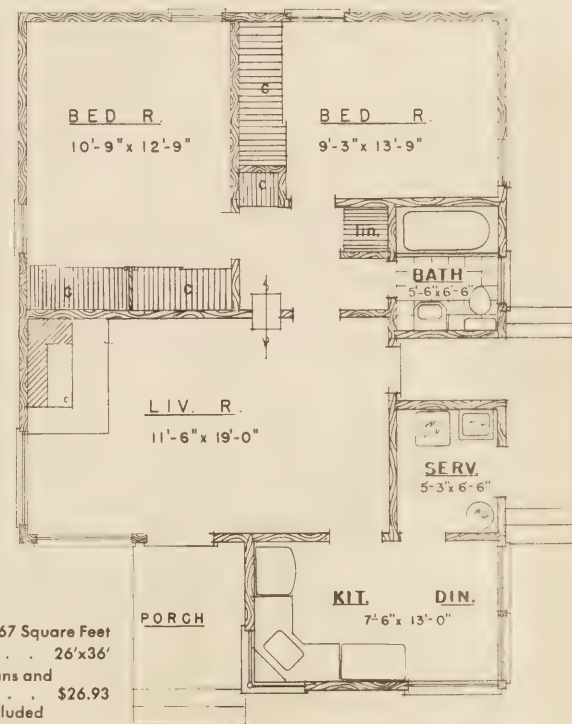 BED R.
10'-9" x 12'-9"
C
C
BED R.
9'-3" x 13'-9"
lin.
BATH
5'-6" x 6'-6"
C
C
C
LIV. R.
11'-6" x 19'-0"
SERV.
5'-3" x 6'-6"
KIT. DIN.
7'-6" x 13'-0"
PORCH
67 Square Feet
. . 26'x36'
ns and
. . $26.93
luded